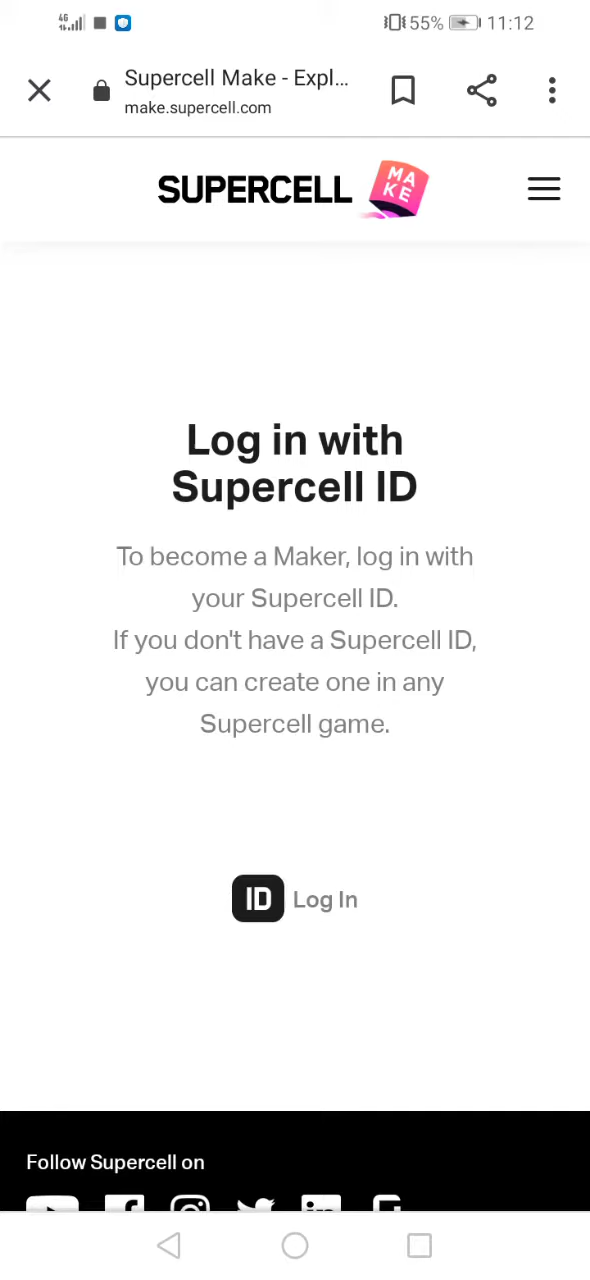 4G 55% 11:12
Supercell Make - Expl...
make.supercell.com
SUPERCELL MAKE
Log in with
Supercell ID
To become a Maker, log in with
your Supercell ID.
If you don't have a Supercell ID,
you can create one in any
Supercell game.
ID Log In
Follow Supercell on